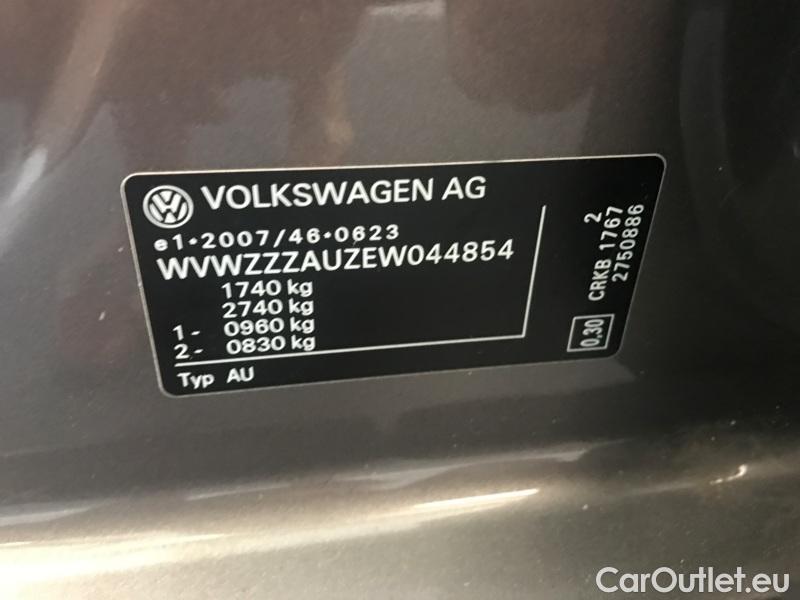 VOLKSWAGEN AG
e1*2007/46*0623
WVWZZZAUZEW044854
1740 kg
2740 kg
1- 0960 kg
2- 0830 kg
Typ AU
2
CRKB 1767
2750886
0,30
CarOutlet.eu